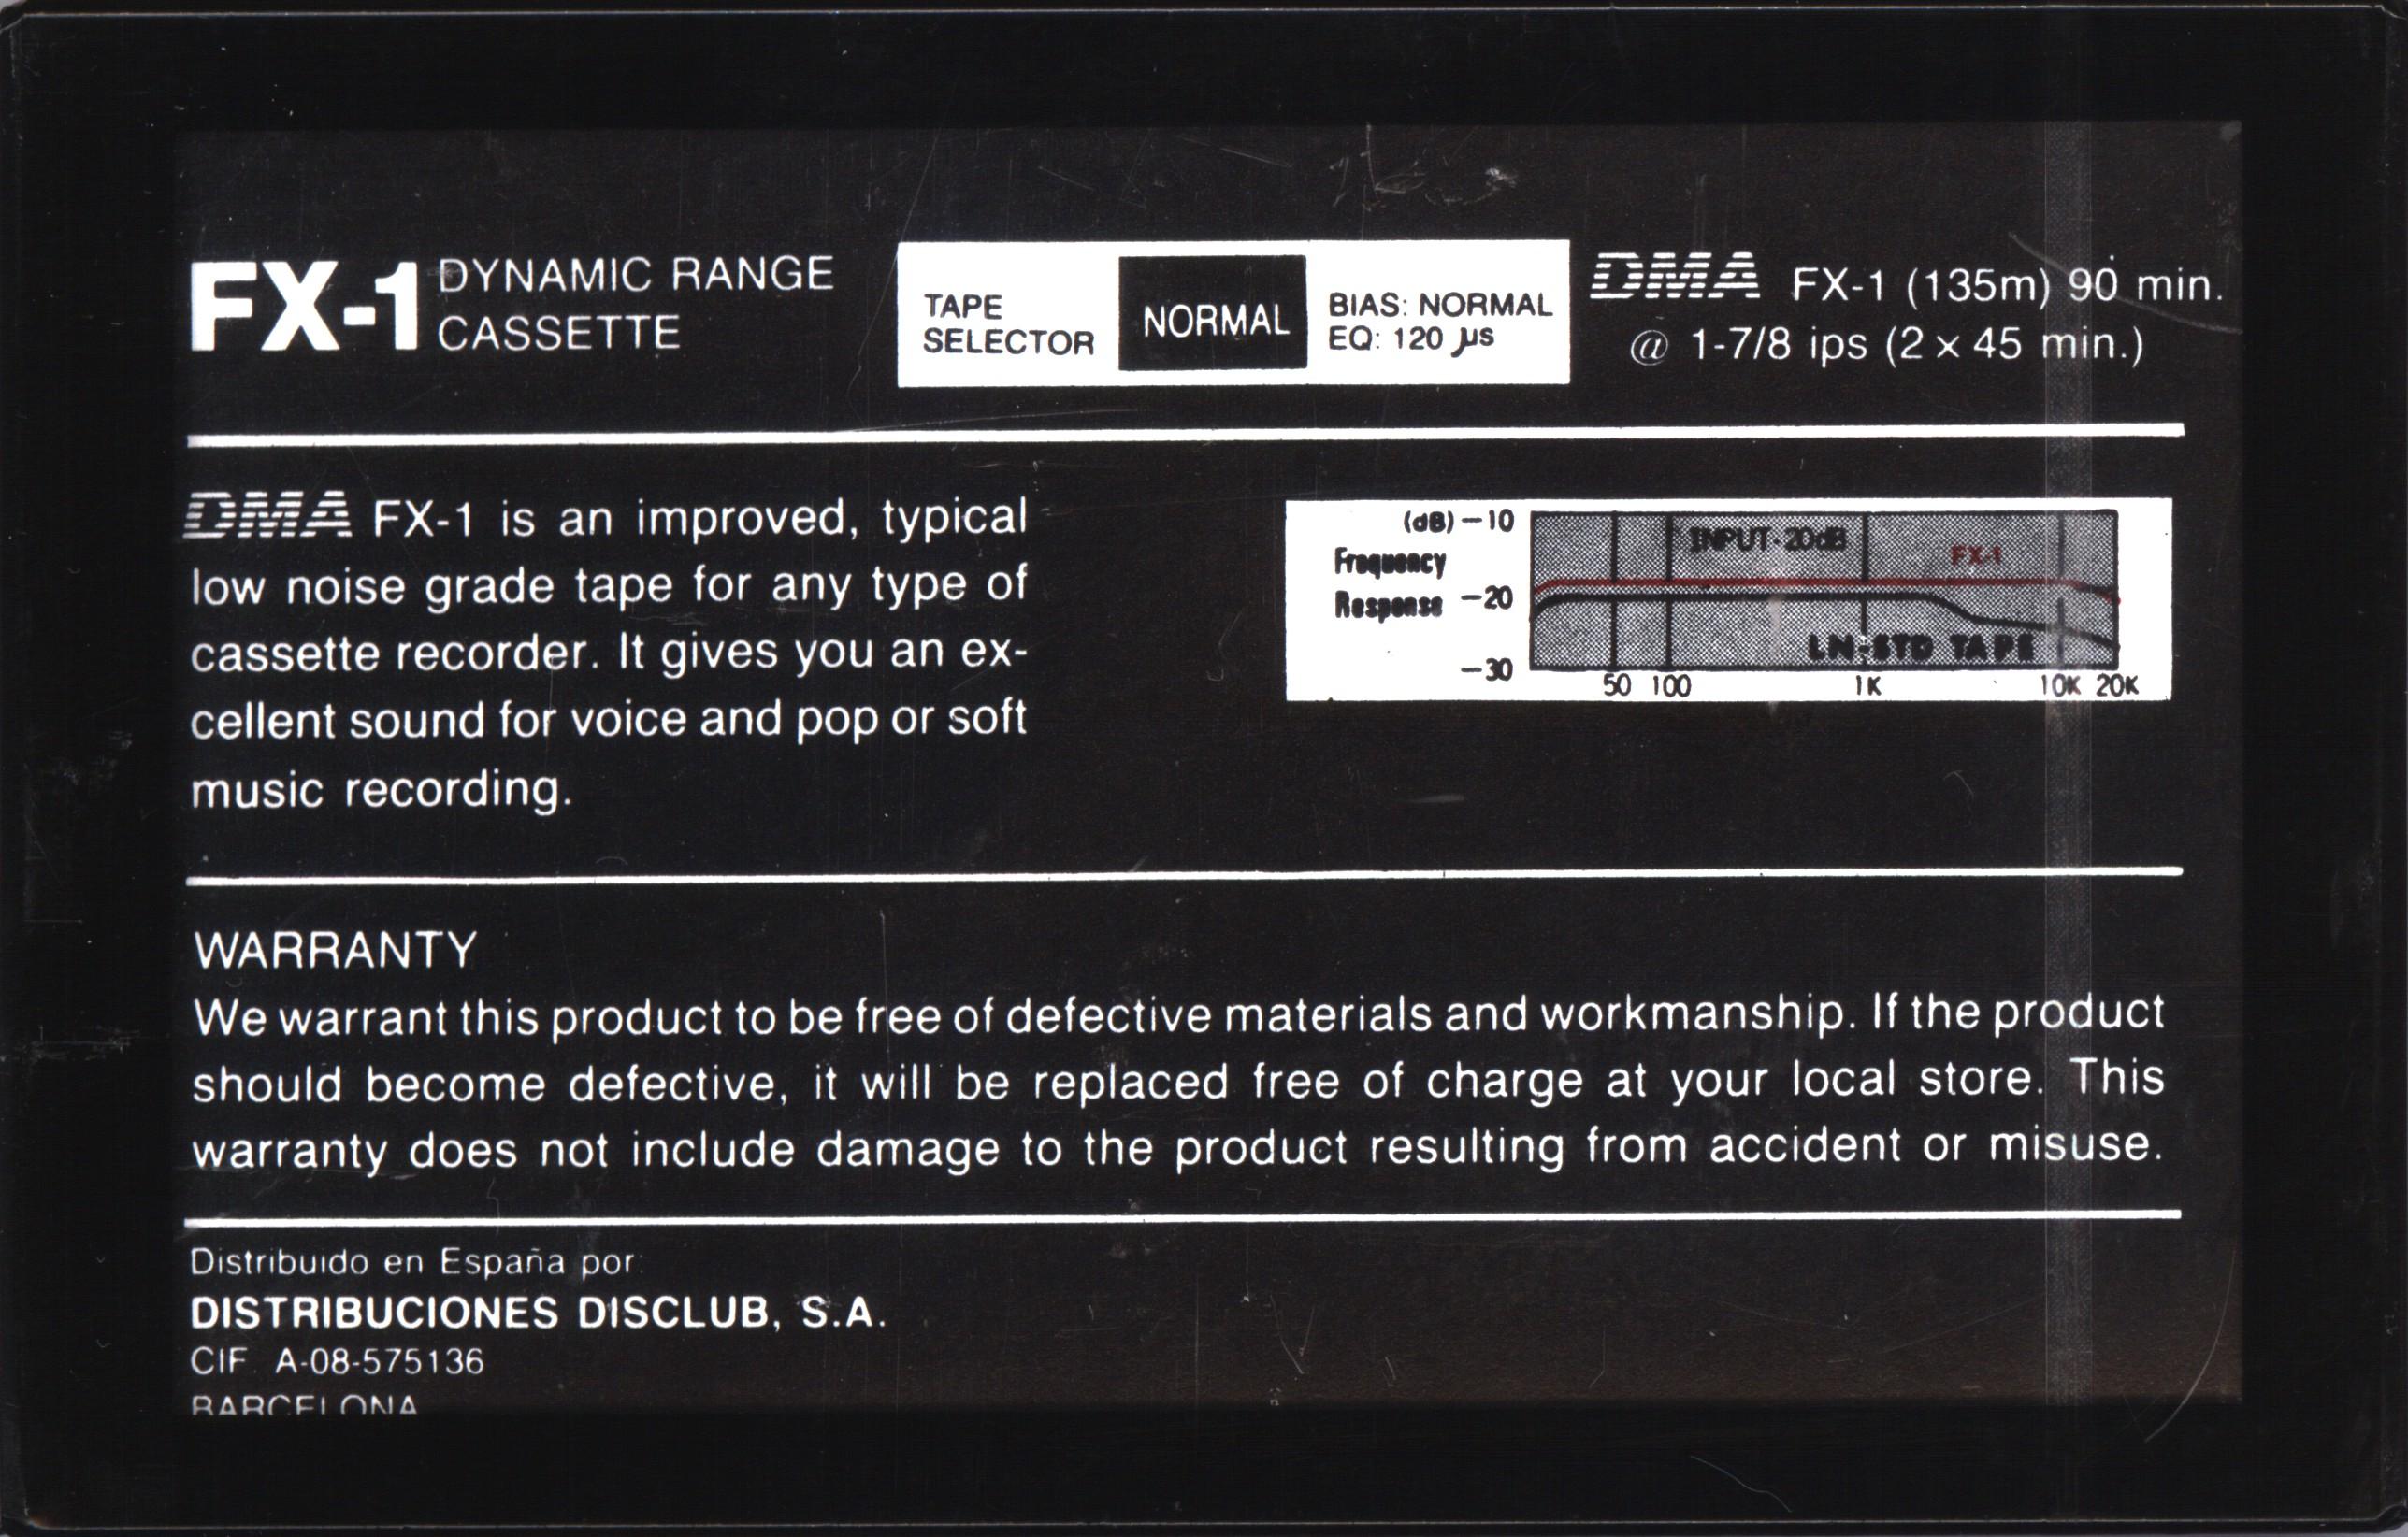 FX-1 DYNAMIC RANGE
CASSETTE
TAPE
SELECTOR
NORMAL
BIAS: NORMAL
EQ: 120 µs
DMA FX-1 (135m) 90 min.
@ 1-7/8 ips (2 x 45 min.)
DMA FX-1 is an improved, typical
low noise grade tape for any type of
cassette recorder. It gives you an ex-
cellent sound for voice and pop or soft
music recording.
(dB) -10
Frequency
Response -20
-30
INPUT-20dB
FX-1
LN-STD TAPE
50 100 1K 10K 20K
WARRANTY
We warrant this product to be free of defective materials and workmanship. If the product
should become defective, it will be replaced free of charge at your local store. This
warranty does not include damage to the product resulting from accident or misuse.
Distribuido en España por:
DISTRIBUCIONES DISCLUB, S.A.
CIF. A-08-575136
BARCELONA